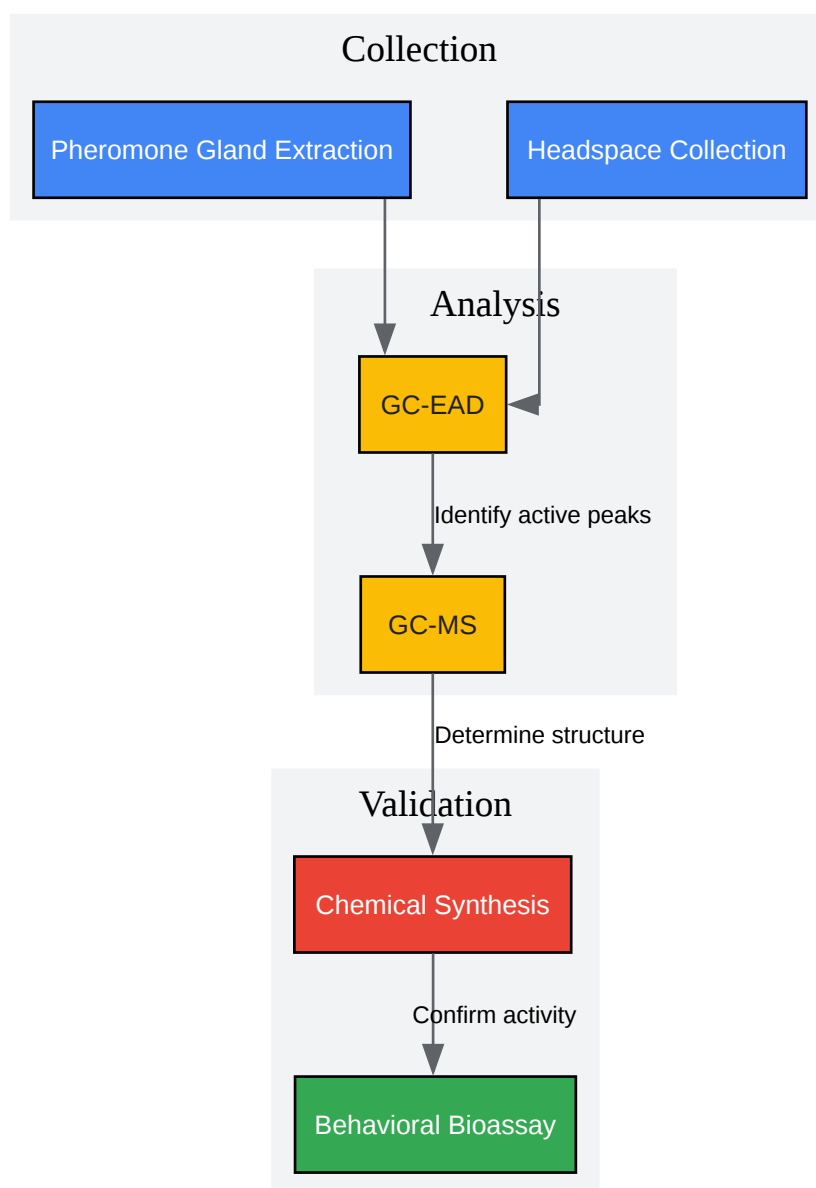 Collection
Pheromone Gland Extraction
Headspace Collection
Analysis
GC-EAD
Identify active peaks
GC-MS
Determine structure
Validation
Chemical Synthesis
Confirm activity
Behavioral Bioassay